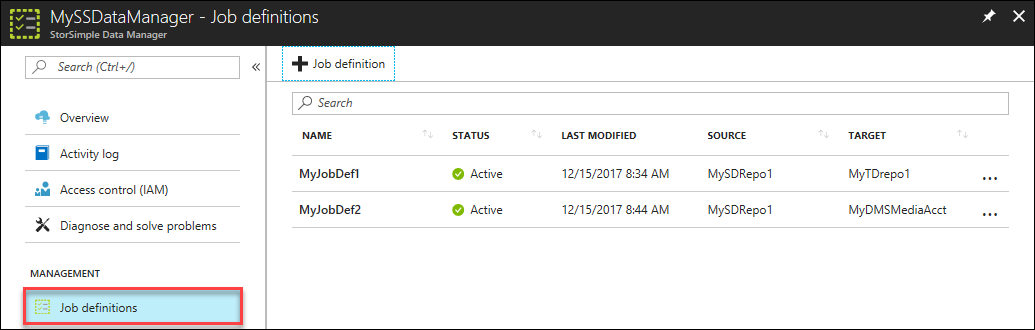 MySSDataManager - Job definitions
StorSimple Data Manager
Search (Ctrl+/)
Overview
Activity log
Access control (IAM)
Diagnose and solve problems
MANAGEMENT
Job definitions
Job definition
Search
NAME STATUS LAST MODIFIED SOURCE TARGET
MyJobDef1 Active 12/15/2017 8:34 AM MySDRepo1 MyTDrepo1 ...
MyJobDef2 Active 12/15/2017 8:44 AM MySDRepo1 MyDMSMediaAcct ...